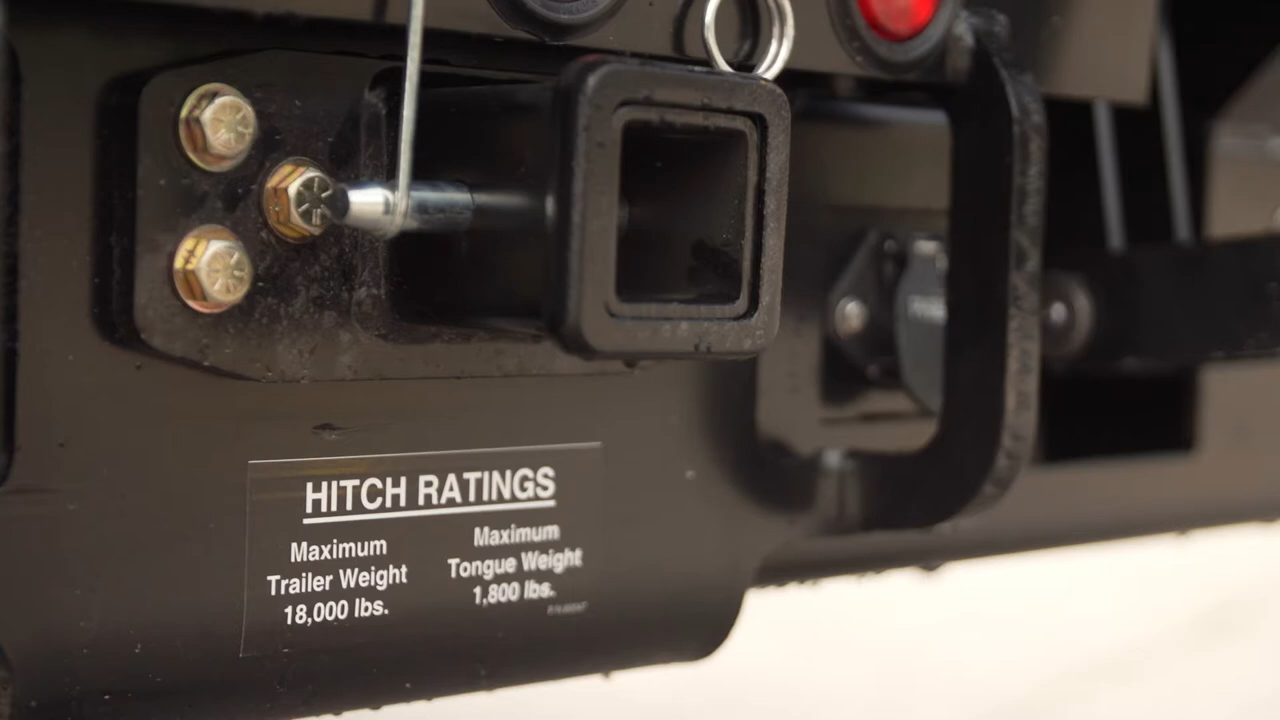 HITCH RATINGS
Maximum
Trailer Weight
18,000 lbs.
Maximum
Tongue Weight
1,800 lbs.